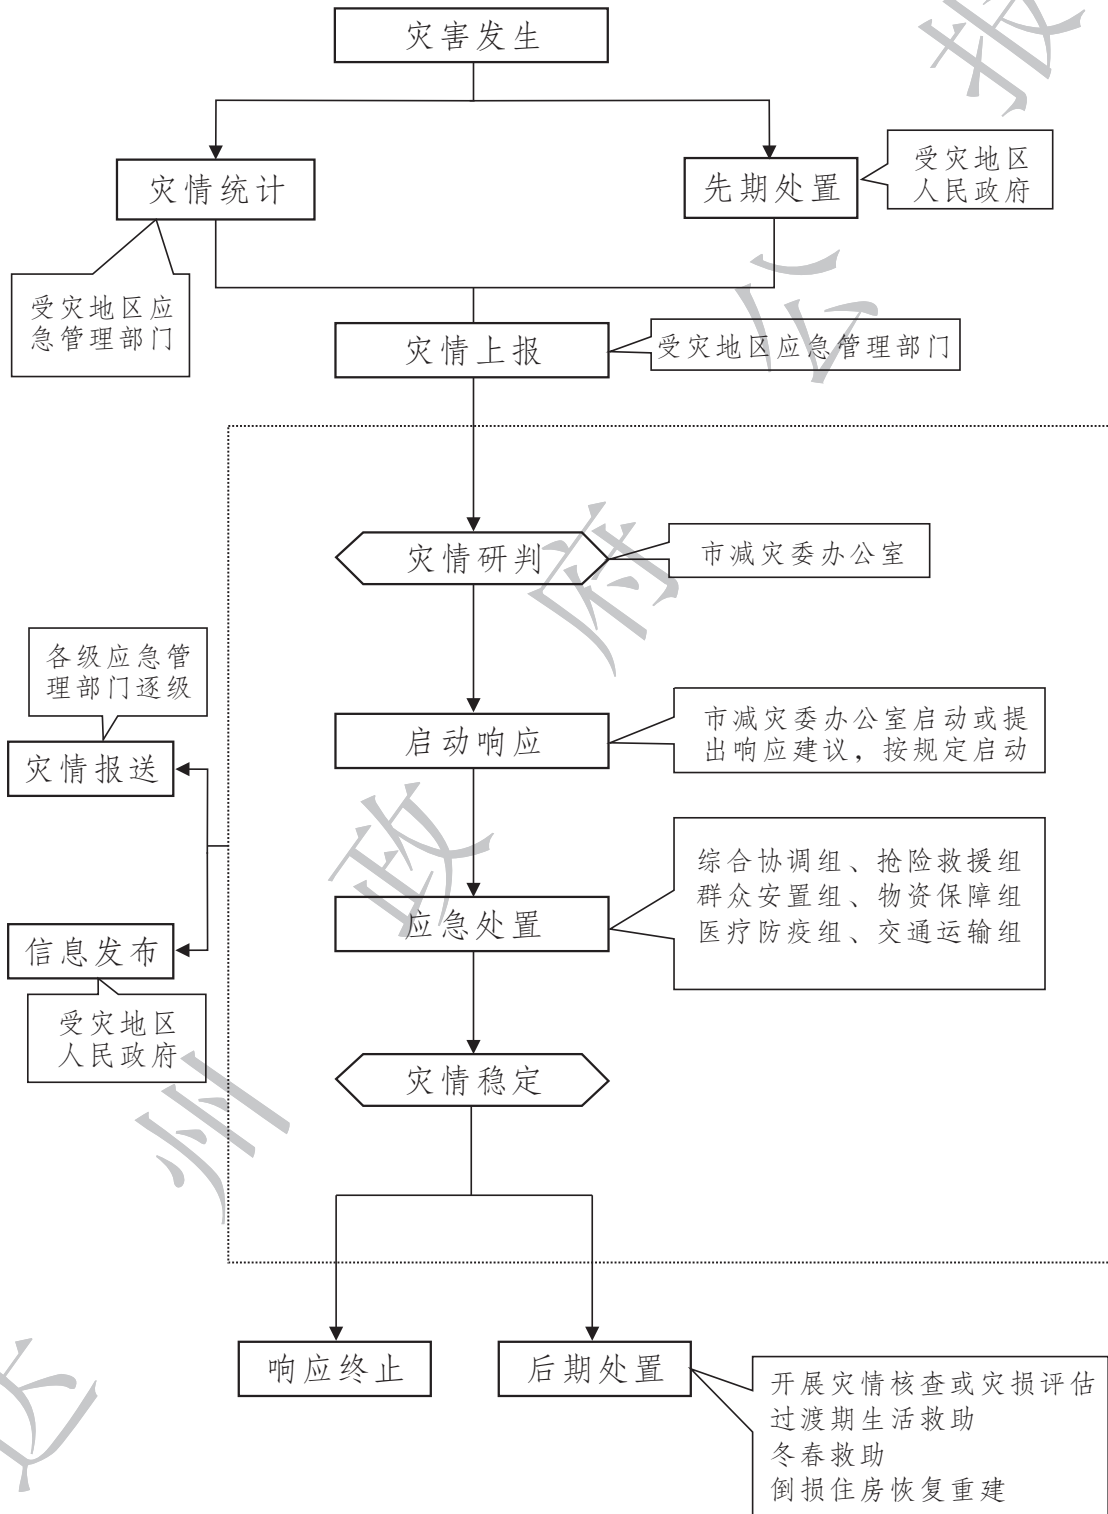 灾害发生
灾情统计
先期处置
受灾地区
人民政府
受灾地区应
急管理部门
灾情上报
受灾地区应急管理部门
灾情研判
市减灾委办公室
各级应急管
理部门逐级
灾情报送
启动响应
市减灾委办公室启动或提
出响应建议，按规定启动
综合协调组、抢险救援组
群众安置组、物资保障组
医疗防疫组、交通运输组
应急处置
信息发布
受灾地区
人民政府
灾情稳定
响应终止
后期处置
开展灾情核查或灾损评估
过渡期生活救助
冬春救助
倒损住房恢复重建
达州政府公报